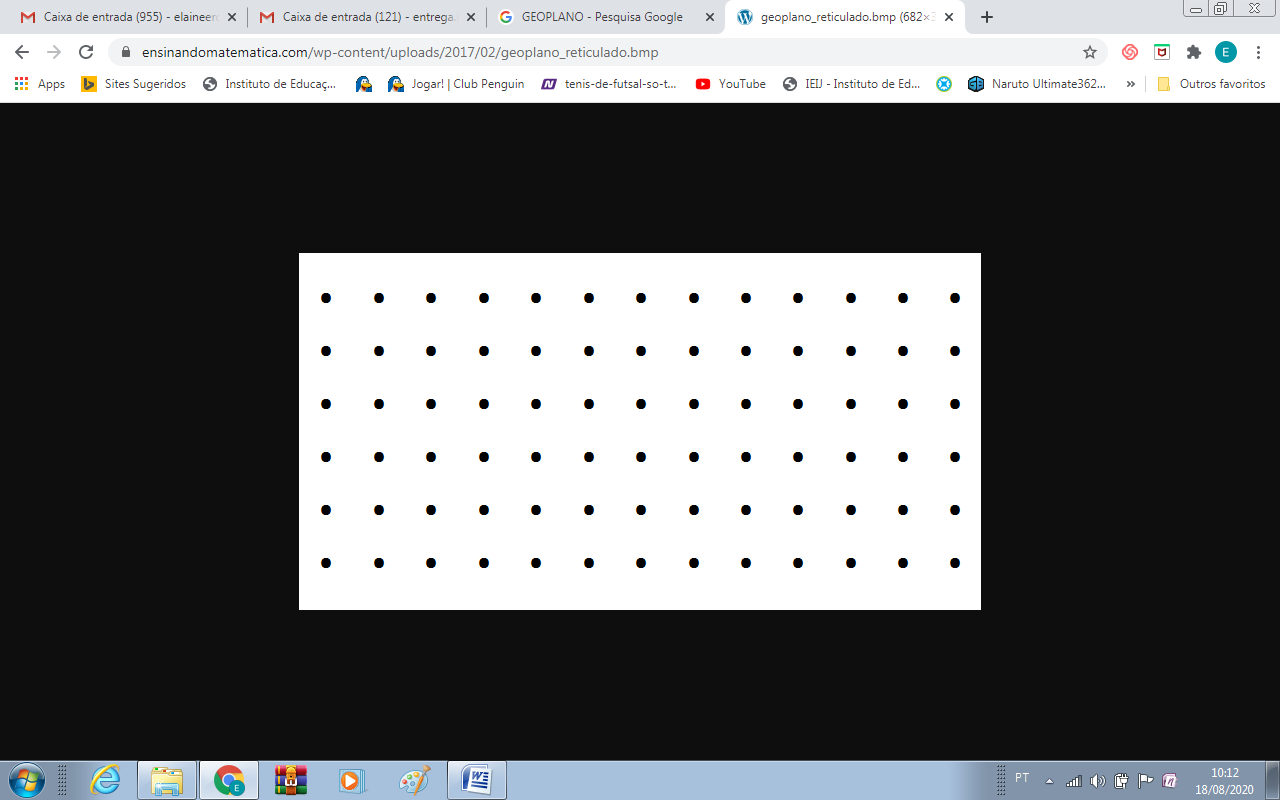 Caixa de entrada (955) - elaineer
Caixa de entrada (121) - entrega.
GEOPLANO - Pesquisa Google
geoplano_reticulado.bmp (682×3
ensinandomatematica.com/wp-content/uploads/2017/02/geoplano_reticulado.bmp
E
Apps
Sites Sugeridos
Instituto de Educaç...
Jogar! | Club Penguin
tenis-de-futsal-so-t...
YouTube
IEIJ - Instituto de Ed...
Naruto Ultimate362...
»
Outros favoritos
PT
10:12
18/08/2020